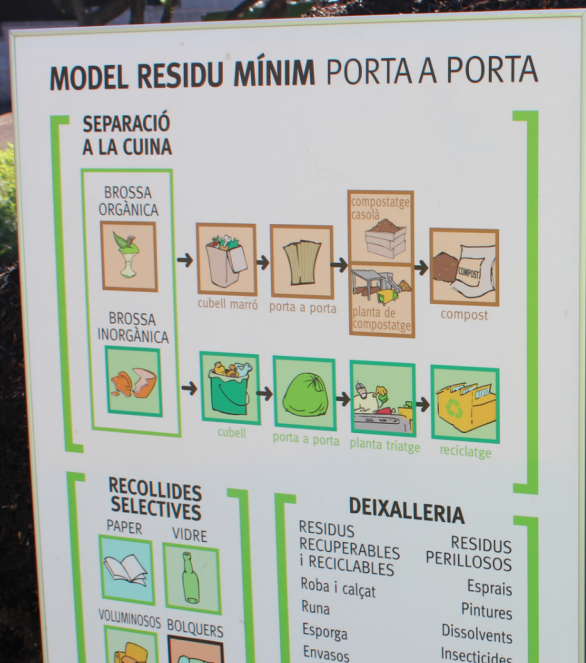 MODEL RESIDU MÍNIM PORTA A PORTA
SEPARACIÓ
A LA CUINA
BROSSA
ORGÀNICA
cubell marró
porta a porta
compostatge
casolà
planta de
compostatge
COMPOST
compost
BROSSA
INORGÀNICA
cubell
porta a porta
planta triatge
reciclatge
RECOLLIDES
SELECTIVES
PAPER
VIDRE
VOLUMINOSOS
BOLQUERS
DEIXALLERIA
RESIDUS
RECUPERABLES
i RECICLABLES
Roba i calçat
Runa
Esporga
Envasos
RESIDUS
PERILLOSOS
Esprais
Pintures
Dissolvents
Insecticides